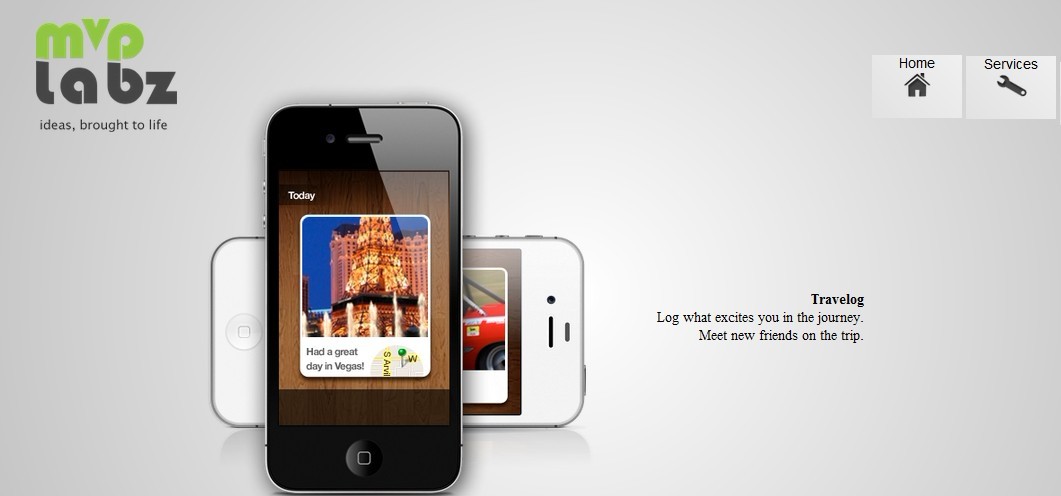 mvp
Labz
ideas, brought to life
Home
Services
Today
Had a great
day in Vegas!
S Arvil
W
Travelog
Log what excites you in the journey.
Meet new friends on the trip.